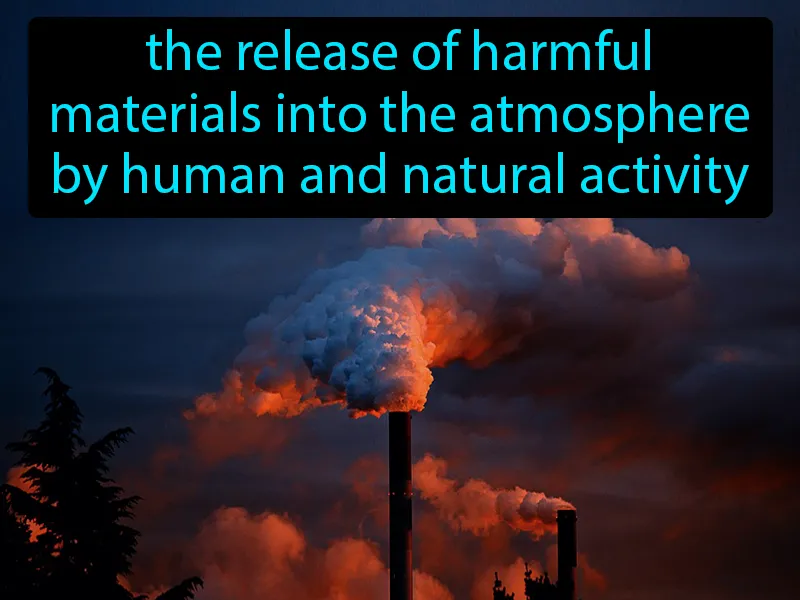 the release of harmful
materials into the atmosphere
by human and natural activity